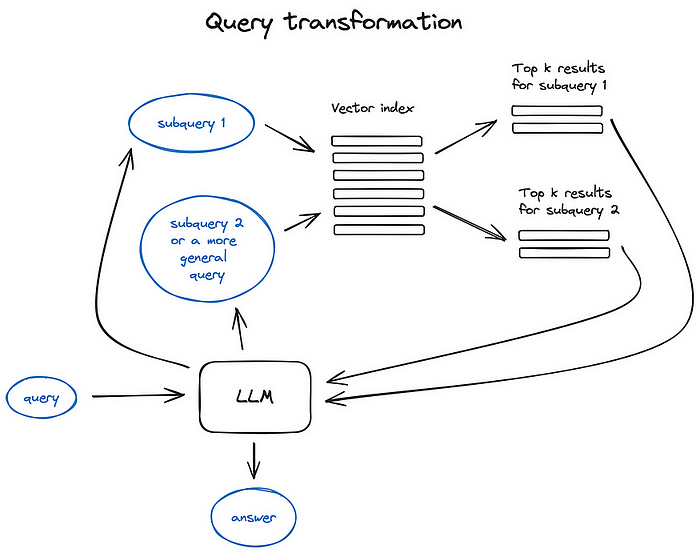 Query transformation
Top k results
for subquery 1
Vector index
subquery 1
Top k results
for subquery 2
subquery 2
or a more
general
query
query
LLM
answer